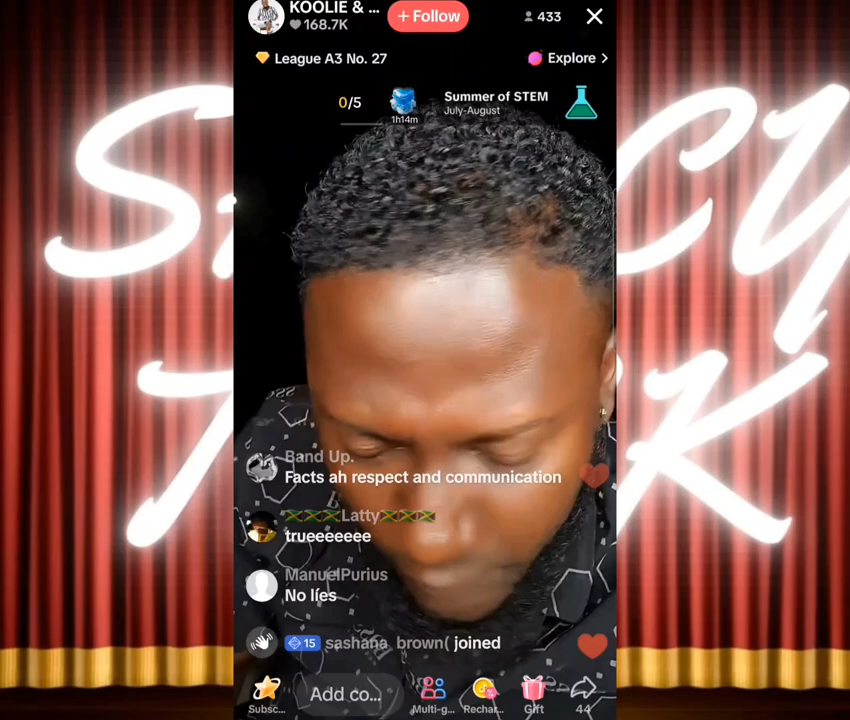 KOOLIE & ...
168.7K
+ Follow
433
League A3 No. 27
Explore >
0/5
1h14m
Summer of STEM
July-August
Band Up.
Facts ah respect and communication
Latty
trueeeeeee
ManuelPurius
No líes
15 sashana_brown( joined
Subsc...
Add co...
Multi-g...
Rechar...
Gift
44